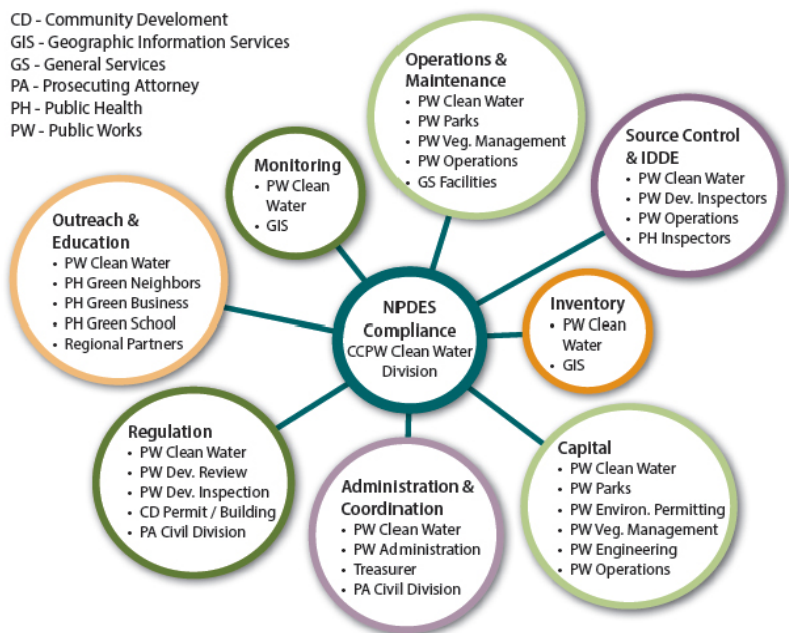 CD - Community Develoment
GIS - Geographic Information Services
GS - General Services
PA - Prosecuting Attorney
PH - Public Health
PW - Public Works
Operations &
Maintenance
• PW Clean Water
• PW Parks
• PW Veg. Management
• PW Operations
• GS Facilities
Source Control
& IDDE
• PW Clean Water
• PW Dev. Inspectors
• PW Operations
• PH Inspectors
Monitoring
• PW Clean
Water
• GIS
Outreach &
Education
• PW Clean Water
• PH Green Neighbors
• PH Green Business
• PH Green School
• Regional Partners
NPDES
Compliance
CCPW Clean Water
Division
Inventory
• PW Clean
Water
• GIS
Regulation
• PW Clean Water
• PW Dev. Review
• PW Dev. Inspection
• CD Permit / Building
• PA Civil Division
Administration &
Coordination
• PW Clean Water
• PW Administration
• Treasurer
• PA Civil Division
Capital
• PW Clean Water
• PW Parks
• PW Environ. Permitting
• PW Veg. Management
• PW Engineering
• PW Operations